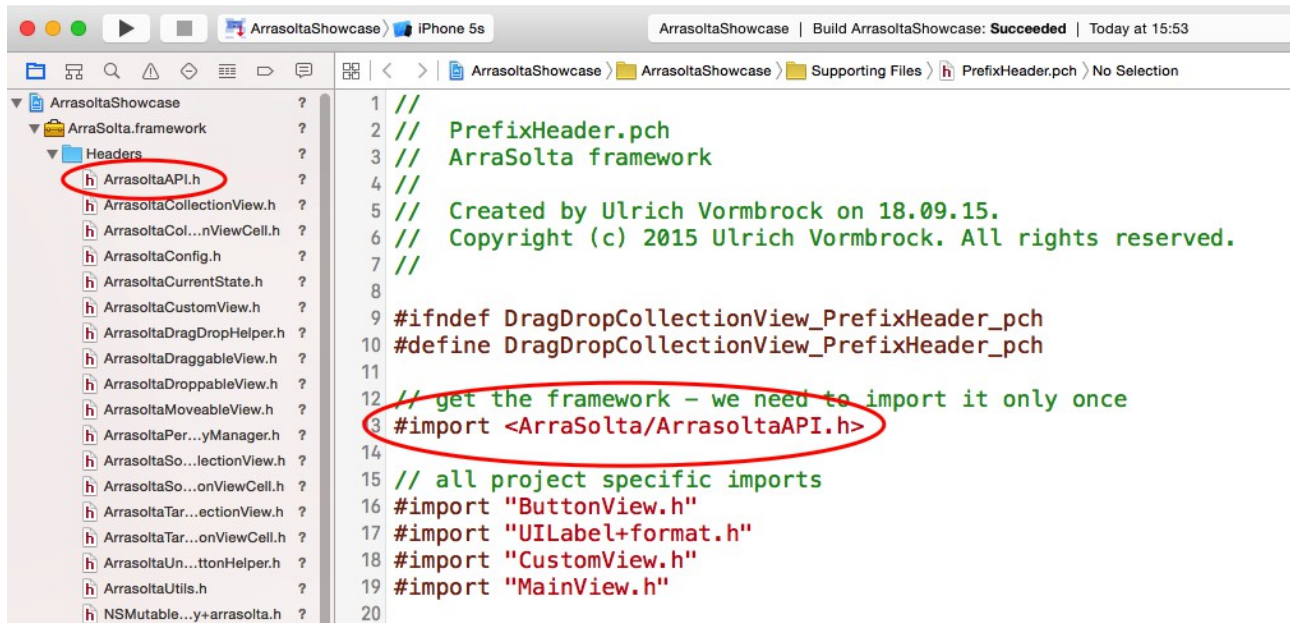 ArrasoltaShowcase 〉 iPhone 5s
ArrasoltaShowcase | Build ArrasoltaShowcase: Succeeded | Today at 15:53
ArrasoltaShowcase 〉 ArrasoltaShowcase 〉 Supporting Files 〉 h PrefixHeader.pch 〉 No Selection
ArrasoltaShowcase ?
ArraSolta.framework ?
Headers ?
h ArrasoltaAPI.h ?
h ArrasoltaCollectionView.h ?
h ArrasoltaCol...nViewCell.h ?
h ArrasoltaConfig.h ?
h ArrasoltaCurrentState.h ?
h ArrasoltaCustomView.h ?
h ArrasoltaDragDropHelper.h ?
h ArrasoltaDraggableView.h ?
h ArrasoltaDroppableView.h ?
h ArrasoltaMoveableView.h ?
h ArrasoltaPer...yManager.h ?
h ArrasoltaSo...lectionView.h ?
h ArrasoltaSo...onViewCell.h ?
h ArrasoltaTar...ectionView.h ?
h ArrasoltaTar...onViewCell.h ?
h ArrasoltaUn...ttonHelper.h ?
h ArrasoltaUtils.h ?
h NSMutable...y+arrasolta.h ?
1 //
2 // PrefixHeader.pch
3 // ArraSolta framework
4 //
5 // Created by Ulrich Vormbrock on 18.09.15.
6 // Copyright (c) 2015 Ulrich Vormbrock. All rights reserved.
7 //
8
9 #ifndef DragDropCollectionView_PrefixHeader_pch
10 #define DragDropCollectionView_PrefixHeader_pch
11
12 // get the framework – we need to import it only once
3 #import <ArraSolta/ArrasoltaAPI.h>
14
15 // all project specific imports
16 #import "ButtonView.h"
17 #import "UILabel+format.h"
18 #import "CustomView.h"
19 #import "MainView.h"
20